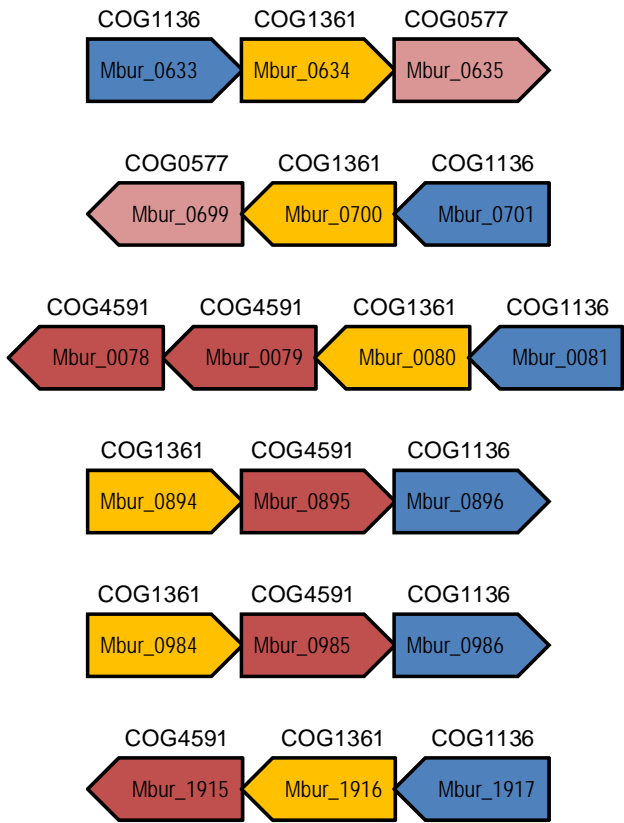 COG1136 COG1361 COG0577
Mbur_0633 Mbur_0634 Mbur_0635
COG0577 COG1361 COG1136
Mbur_0699 Mbur_0700 Mbur_0701
COG4591 COG4591 COG1361 COG1136
Mbur_0078 Mbur_0079 Mbur_0080 Mbur_0081
COG1361 COG4591 COG1136
Mbur_0894 Mbur_0895 Mbur_0896
COG1361 COG4591 COG1136
Mbur_0984 Mbur_0985 Mbur_0986
COG4591 COG1361 COG1136
Mbur_1915 Mbur_1916 Mbur_1917